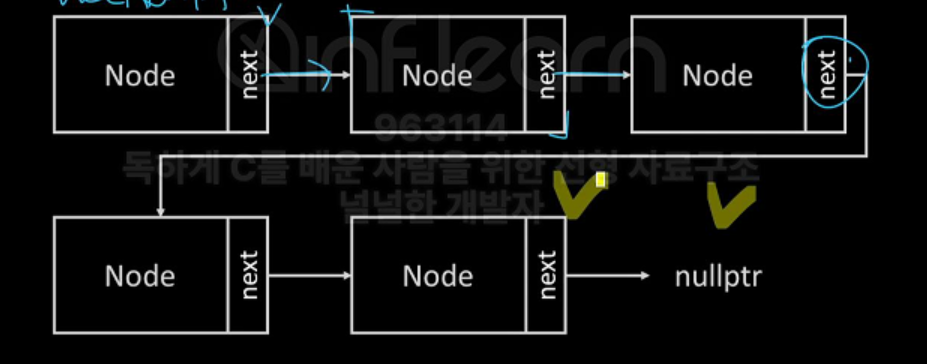 Node next Node next Node next
inflearn
963114
독하게 C를 배운 사람을 위한 선형 자료구조
널널한 개발자
Node next Node next nullptr